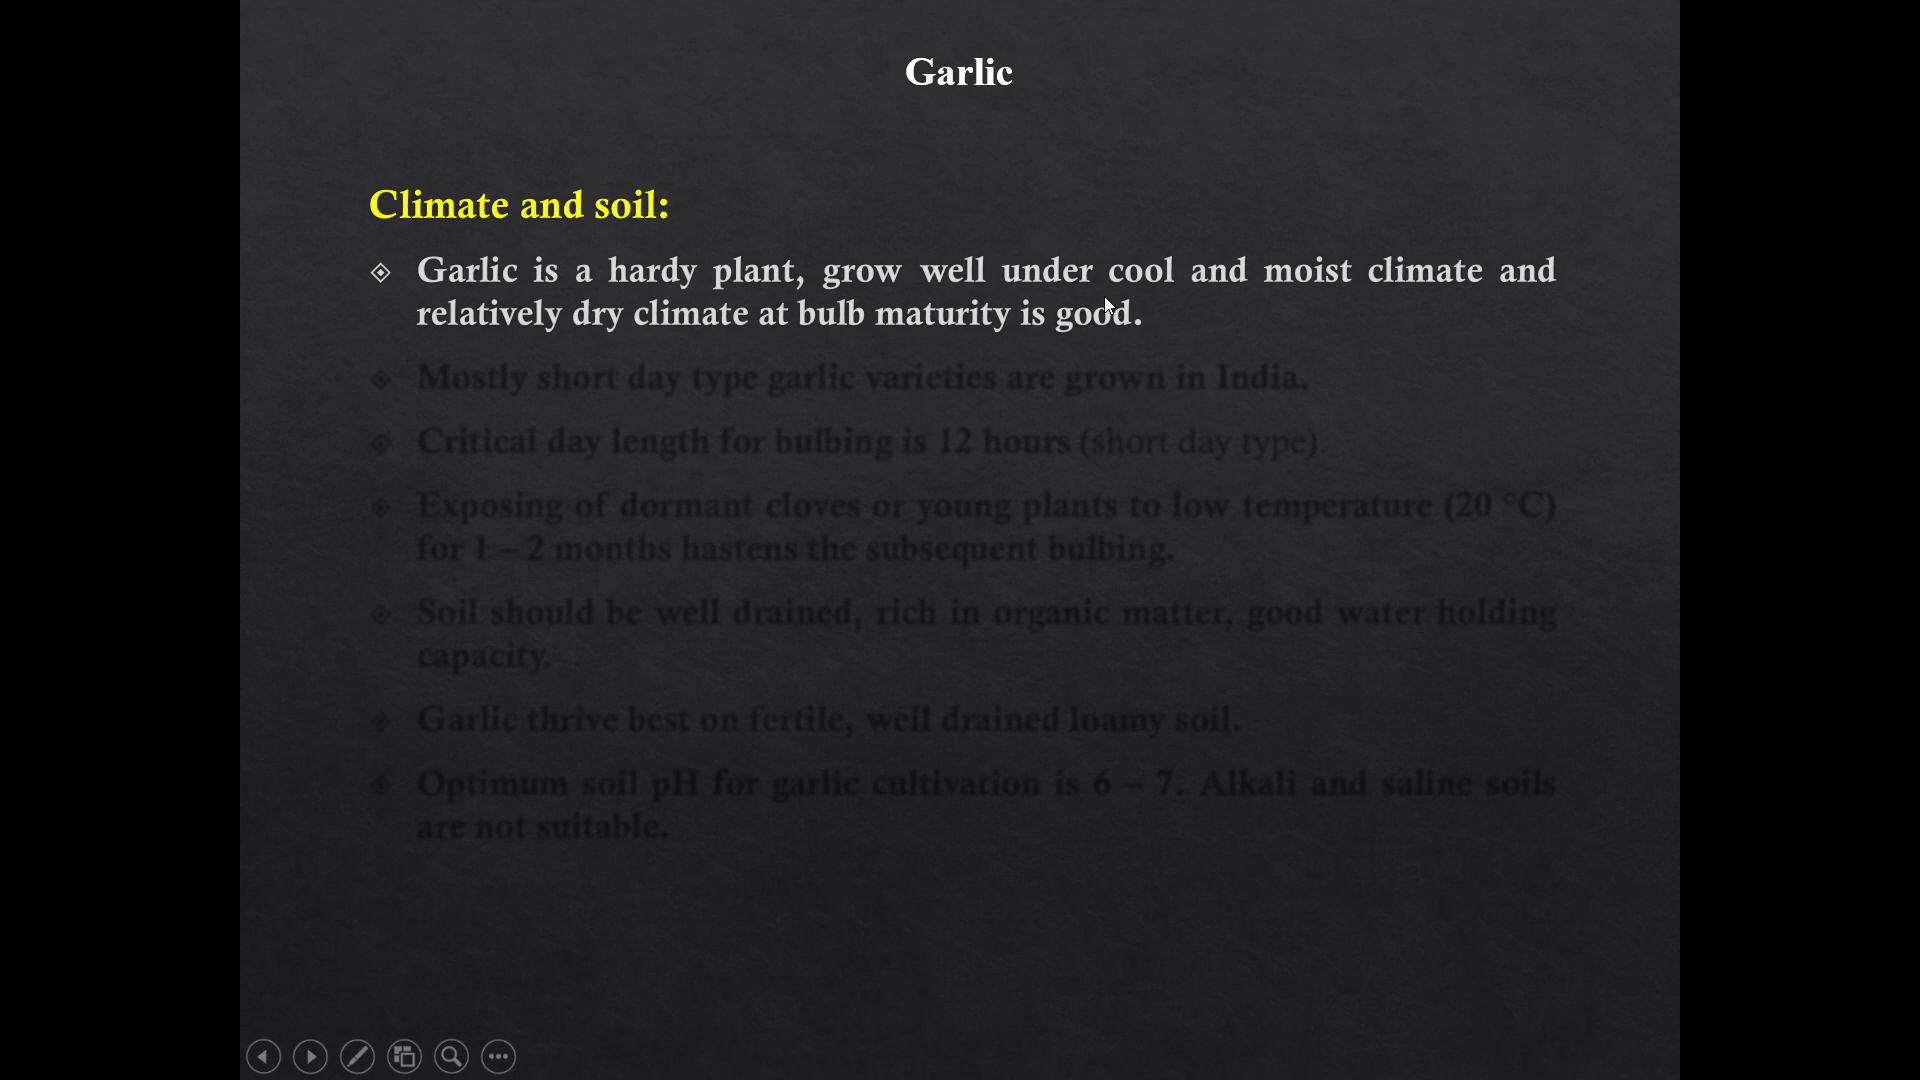 Garlic
Climate and soil:
Garlic is a hardy plant, grow well under cool and moist climate and
relatively dry climate at bulb maturity is good.
Mostly short day type garlic varieties are grown in India.
Critical day length for bulbing is 12 hours (short day type).
Exposing of dormant cloves or young plants to low temperature (20 °C)
for 1 – 2 months hastens the subsequent bulbing.
Soil should be well drained, rich in organic matter, good water holding
capacity.
Garlic thrive best on fertile, well drained loamy soil.
Optimum soil pH for garlic cultivation is 6 – 7. Alkali and saline soils
are not suitable.